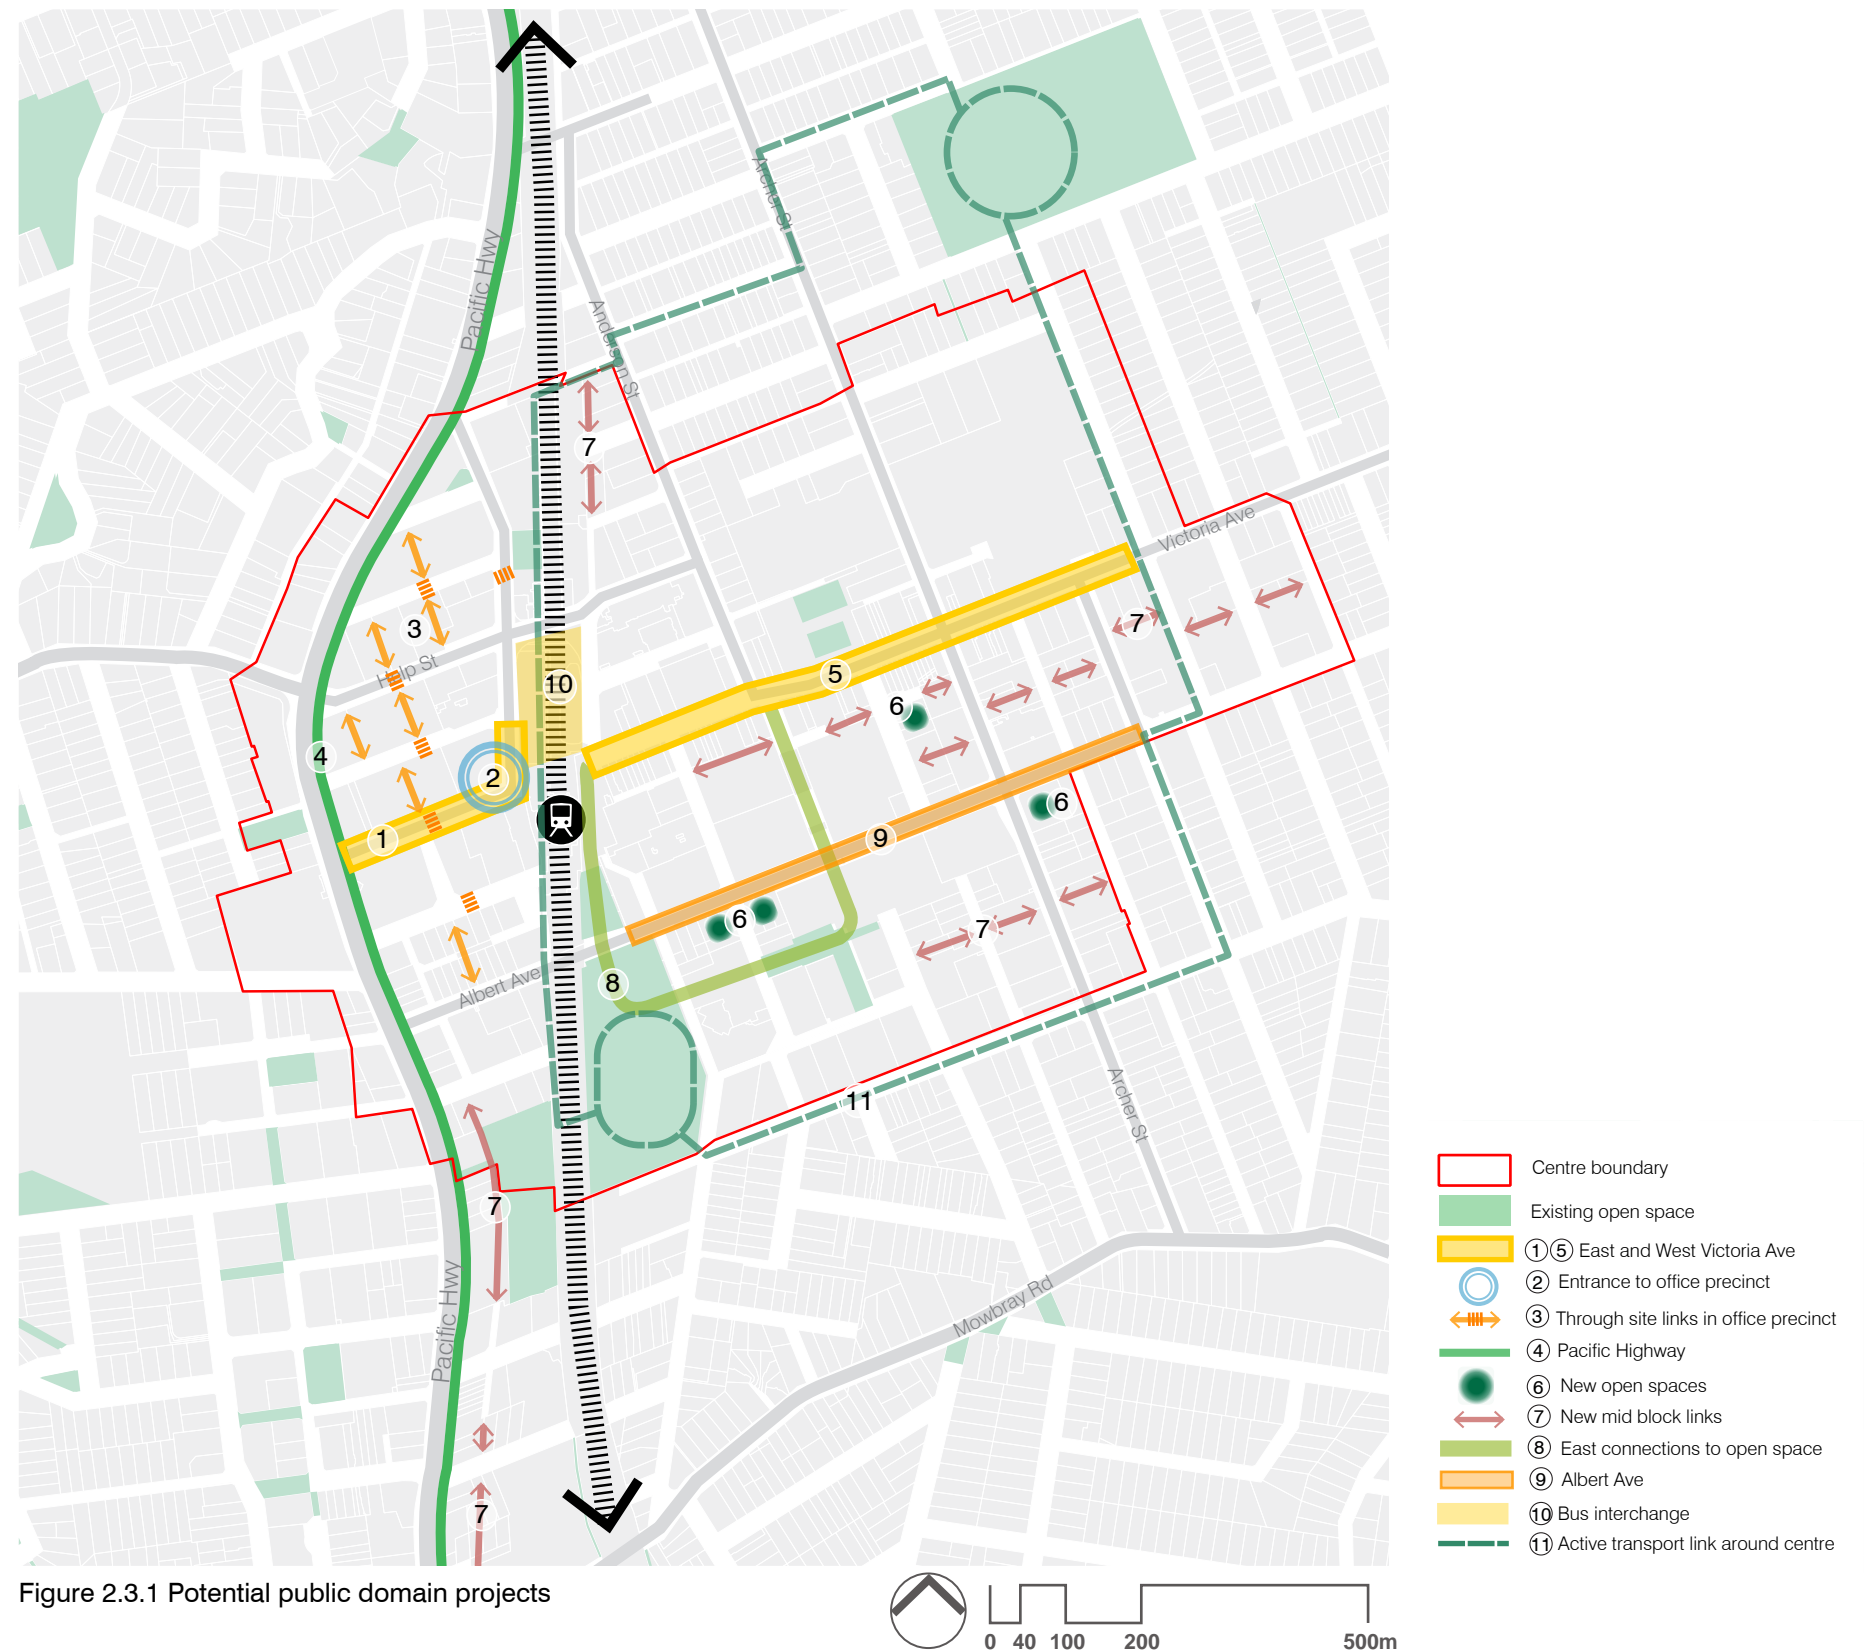 Archer St
Pacific Hwy
Anderson St
7
Victoria Ave
3
7
Help St
10
5
6
4
2
1
6
9
6
7
8
Albert Ave
11
Archer St
7
Pacific Hwy
Mowbray Rd
7
Centre boundary
Existing open space
1 5 East and West Victoria Ave
2 Entrance to office precinct
3 Through site links in office precinct
4 Pacific Highway
6 New open spaces
7 New mid block links
8 East connections to open space
9 Albert Ave
10 Bus interchange
11 Active transport link around centre
Figure 2.3.1 Potential public domain projects
0 40 100 200 500m